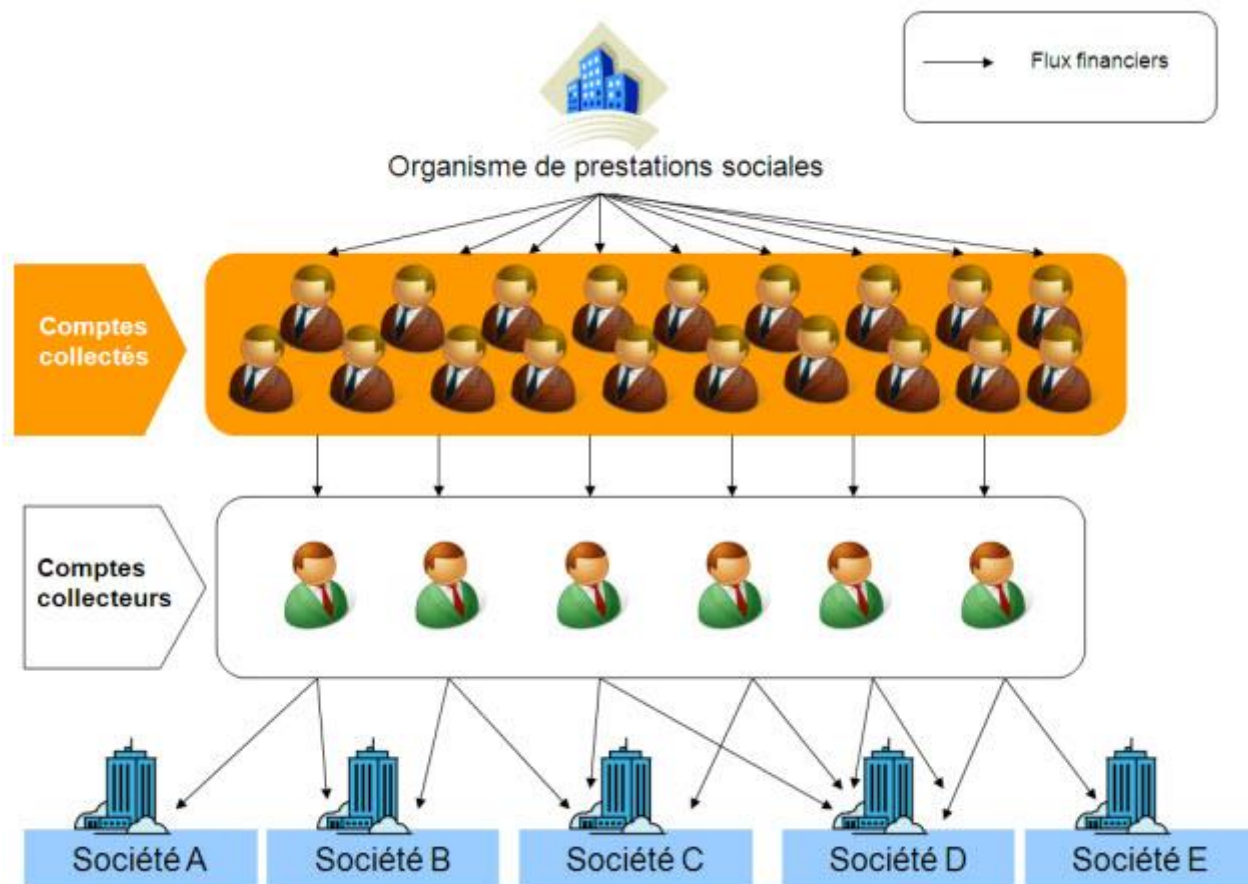 Flux financiers
Organisme de prestations sociales
Comptes
collectés
Comptes
collecteurs
Société A
Société B
Société C
Société D
Société E